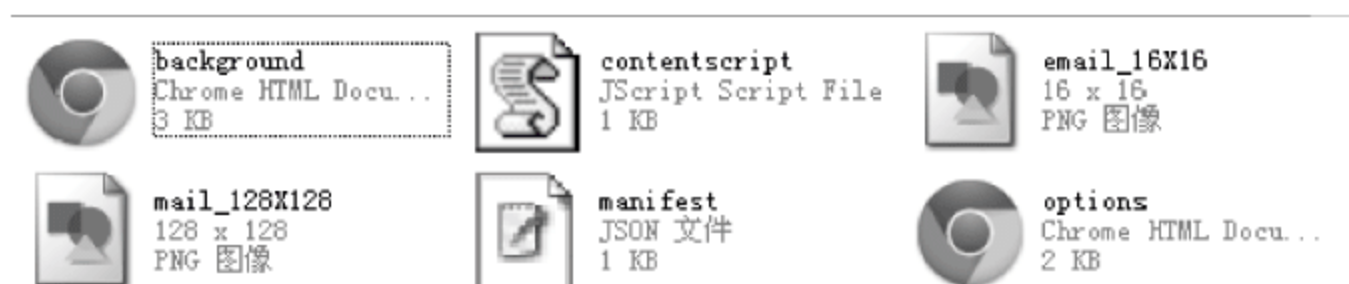 background
Chrome HTML Docu...
3 KB
contentscript
JScript Script File
1 KB
email_16X16
16 x 16
PNG 图像
mail_128X128
128 x 128
PNG 图像
manifest
JSON 文件
1 KB
options
Chrome HTML Docu...
2 KB